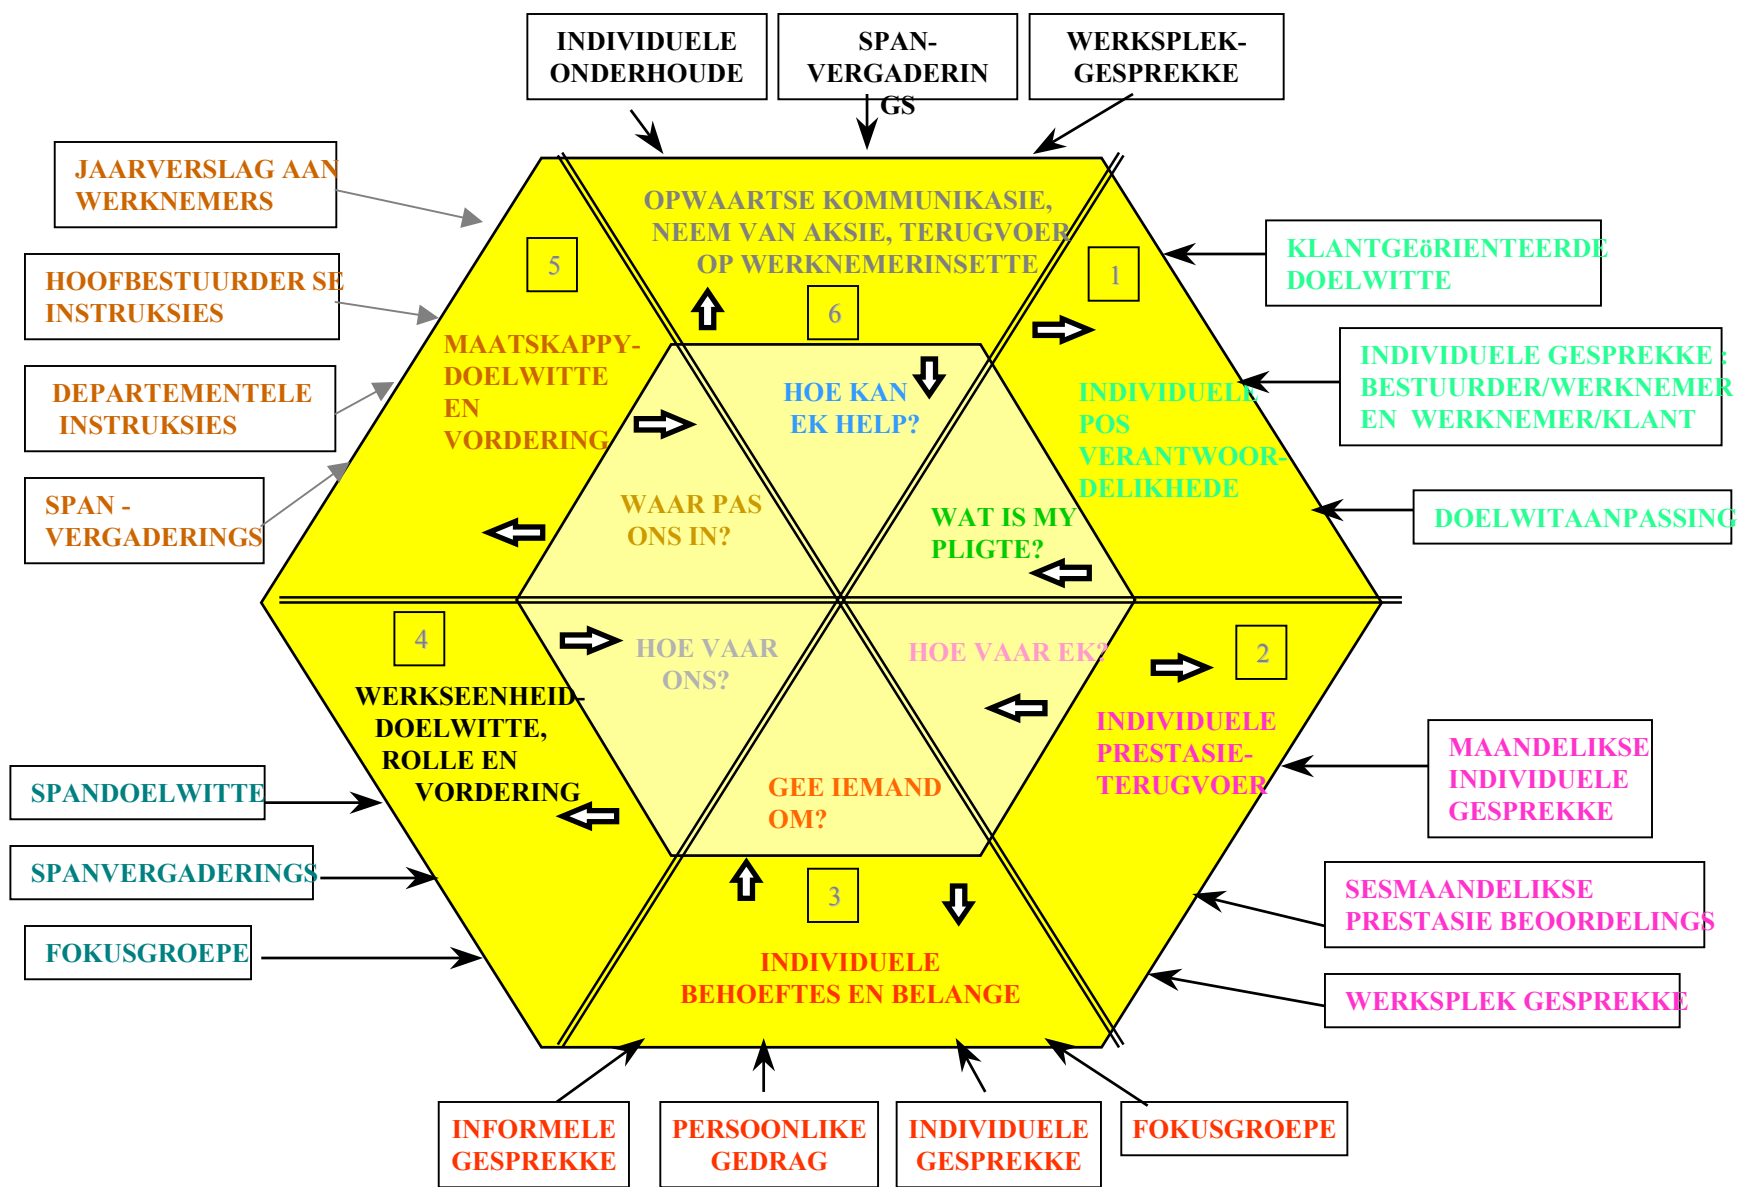 INDIVIDUELE
ONDERHOUDE
SPAN-
VERGADERIN
GS
WERKSPLEK-
GESPREKKE
JAARVERSLAG AAN
WERKNEMERS
HOOFBESTUURDER SE
INSTRUKSIES
DEPARTEMENTELE
INSTRUKSIES
SPAN -
VERGADERINGS
OPWAARTSE KOMMUNIKASIE,
NEEM VAN AKSIE, TERUGVOER
OP WERKNEMERINSETTE
6
5
MAATSKAPPY-
DOELWITTE
EN
VORDERING
1
INDIVIDUELE
POS
VERANTWOOR-
DELIKHEDE
KLANTGEöRIENTEERDE
DOELWITTE
INDIVIDUELE GESPREKKE :
BESTUURDER/WERKNEMER
EN WERKNEMER/KLANT
DOELWITAANPASSING
HOE KAN
EK HELP?
WAAR PAS
ONS IN?
WAT IS MY
PLIGTE?
HOE VAAR
ONS?
HOE VAAR EK?
GEE IEMAND
OM?
4
WERKSEENHEID-
DOELWITTE,
ROLLE EN
VORDERING
2
INDIVIDUELE
PRESTASIE-
TERUGVOER
3
INDIVIDUELE
BEHOEFTES EN BELANGE
SPANDOELWITTE
SPANVERGADERINGS
FOKUSGROEPE
MAANDELIKSE
INDIVIDUELE
GESPREKKE
SESMAANDELIKSE
PRESTASIE BEOORDELINGS
WERKSPLEK GESPREKKE
INFORMELE
GESPREKKE
PERSOONLIKE
GEDRAG
INDIVIDUELE
GESPREKKE
FOKUSGROEPE